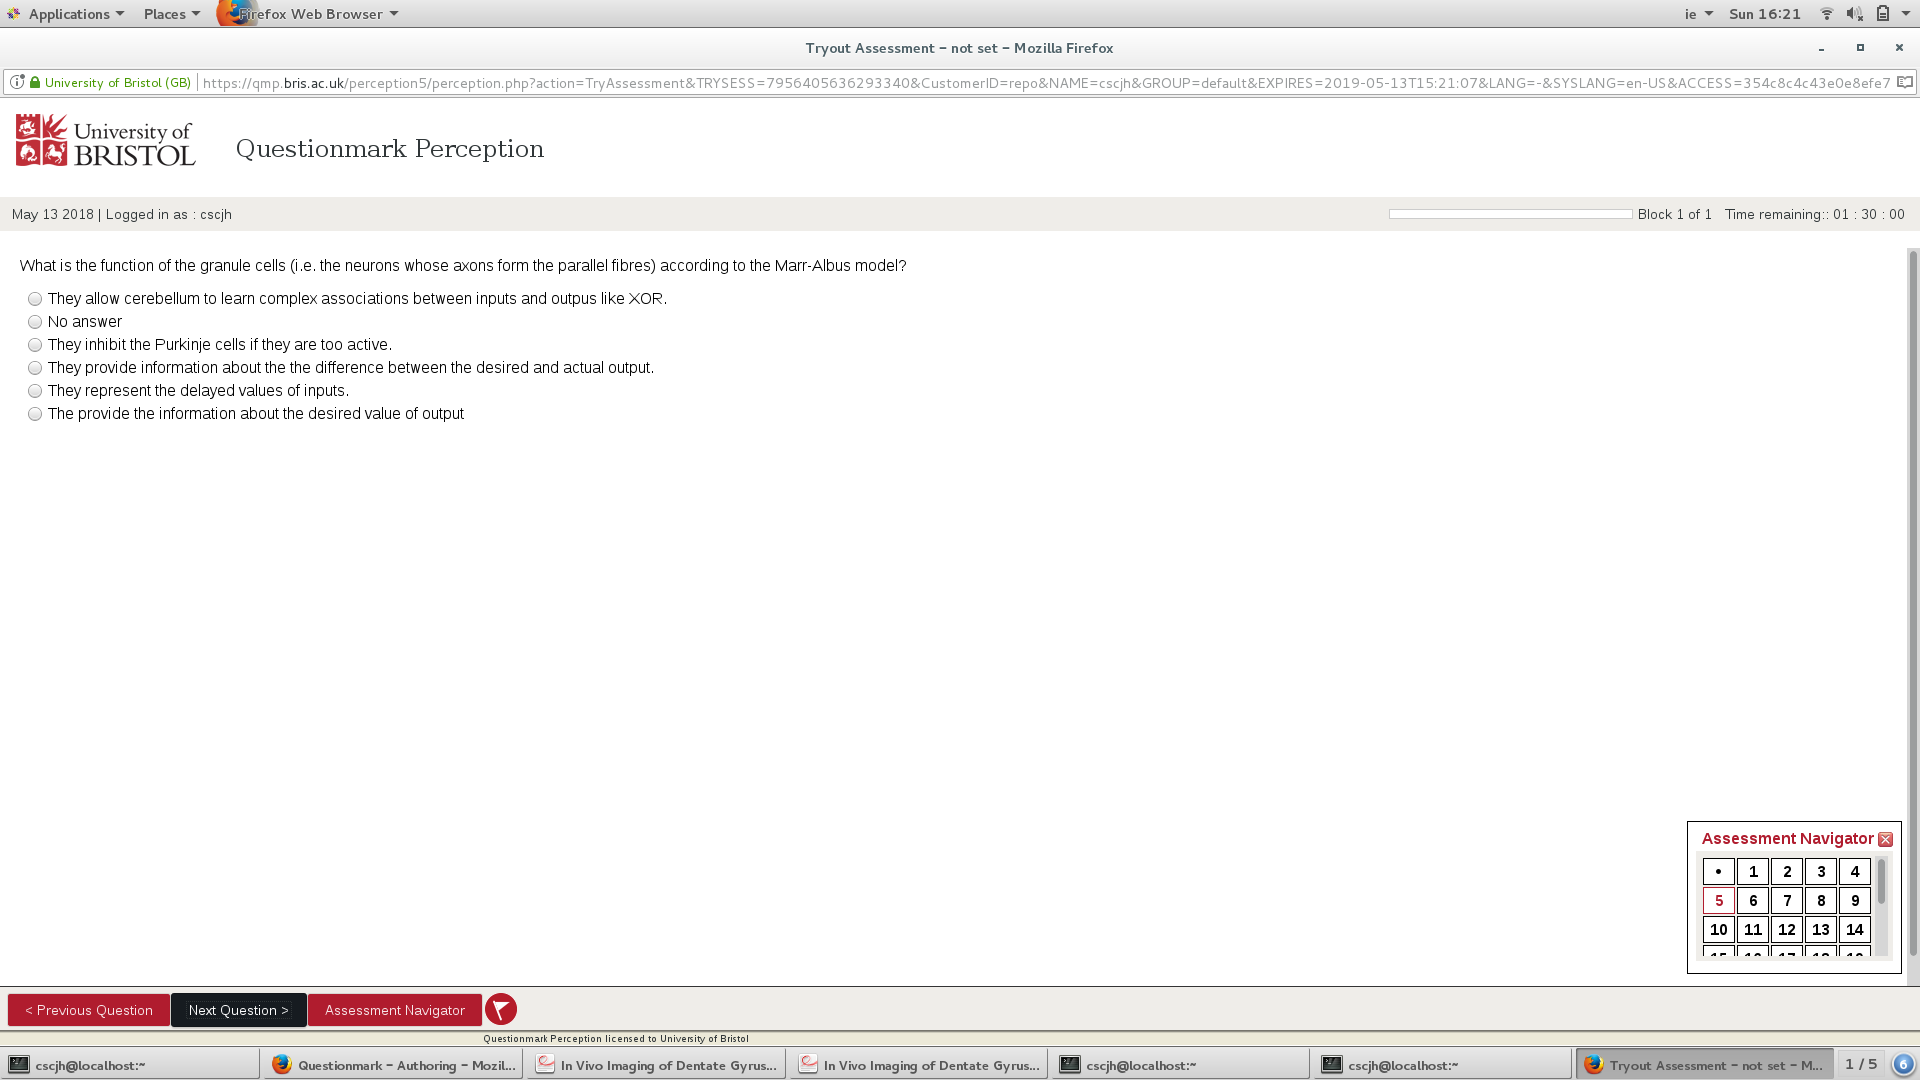 Applications Places Firefox Web Browser ie Sun 16:21
Tryout Assessment – not set – Mozilla Firefox
University of Bristol (GB) https://qmp.bris.ac.uk/perception5/perception.php?action=TryAssessment&TRYSESS=7956405636293340&CustomerID=repo&NAME=cscjh&GROUP=default&EXPIRES=2019-05-13T15:21:07&LANG=-&SYSLANG=en-US&ACCESS=354c8c4c43e0e8efe7
University of
BRISTOL
Questionmark Perception
May 13 2018 | Logged in as : cscjh Block 1 of 1 Time remaining:: 01 : 30 : 00
What is the function of the granule cells (i.e. the neurons whose axons form the parallel fibres) according to the Marr-Albus model?
They allow cerebellum to learn complex associations between inputs and outpus like XOR.
No answer
They inhibit the Purkinje cells if they are too active.
They provide information about the the difference between the desired and actual output.
They represent the delayed values of inputs.
The provide the information about the desired value of output
Assessment Navigator
• 1 2 3 4
5 6 7 8 9
10 11 12 13 14
< Previous Question Next Question > Assessment Navigator
Questionmark Perception licensed to University of Bristol
cscjh@localhost:~ Questionmark – Authoring – Mozil... In Vivo Imaging of Dentate Gyrus... In Vivo Imaging of Dentate Gyrus... cscjh@localhost:~ cscjh@localhost:~ Tryout Assessment – not set – M... 1 / 5 6